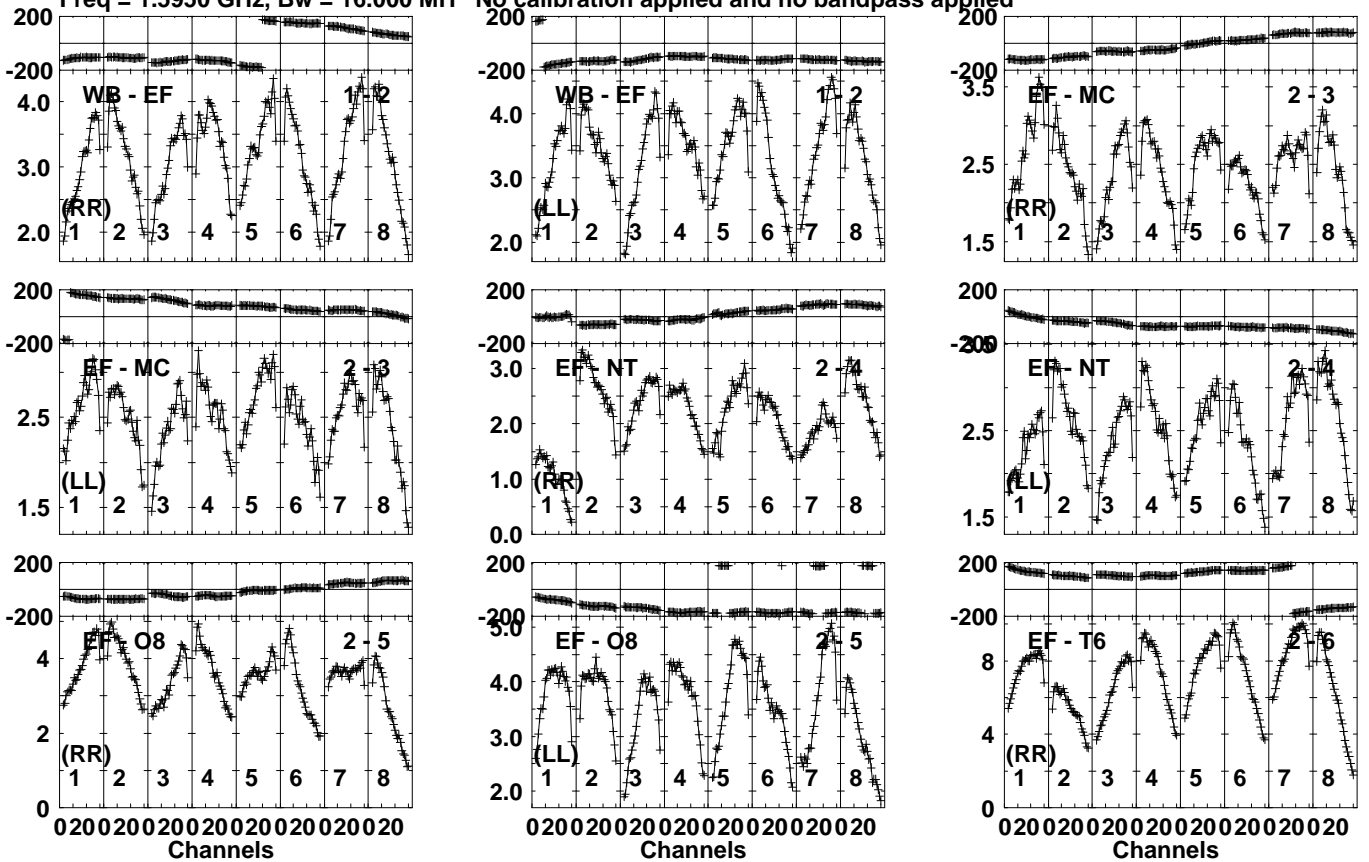 Freq = 1.5950 GHz, Bw = 16.000 MH No calibration applied and no bandpass applied
200 200 200
-200 -200 -200
WB - EF 1 - 2 WB - EF 1 - 2 EF - MC 2 - 3
4.0 4.0 3.5
3.0 3.0 2.5
(RR) (LL) (RR)
1 2 3 4 5 6 7 8 1 2 3 4 5 6 7 8 1 2 3 4 5 6 7 8
2.0 2.0 1.5
200 200 200
-200 -200 -200
3.5
EF - MC 2 - 3 EF - NT 2 - 4 EF - NT 2 - 4
3.0
2.5 2.0 2.5
(LL) 1.0 (RR) (LL)
1 2 3 4 5 6 7 8 1 2 3 4 5 6 7 8 1 2 3 4 5 6 7 8
1.5 0.0 1.5
200 200 200
-200 -200 -200
5.0
EF - O8 2 - 5 EF - O8 2 - 5 EF - T6 2 - 6
4 4.0 8
2 3.0 4
(RR) (LL) (RR)
1 2 3 4 5 6 7 8 1 2 3 4 5 6 7 8 1 2 3 4 5 6 7 8
0 2.0 0
0 20 0 20 0 20 0 20 0 20 0 20 0 20 0 20 0 20 0 20 0 20 0 20 0 20 0 20 0 20 0 20 0 20 0 20 0 20 0 20 0 20 0 20 0 20 0 20
Channels Channels Channels